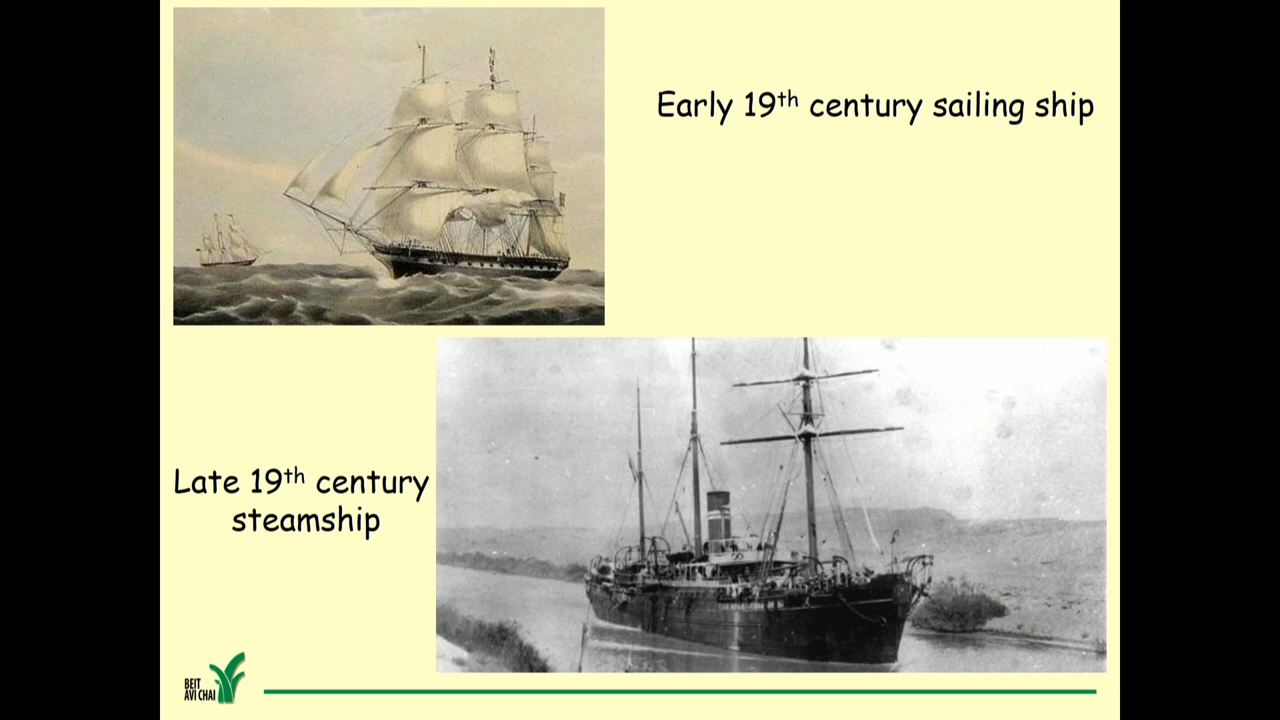 Early 19th century sailing ship
Late 19th century
steamship
BEIT
AVI CHAI